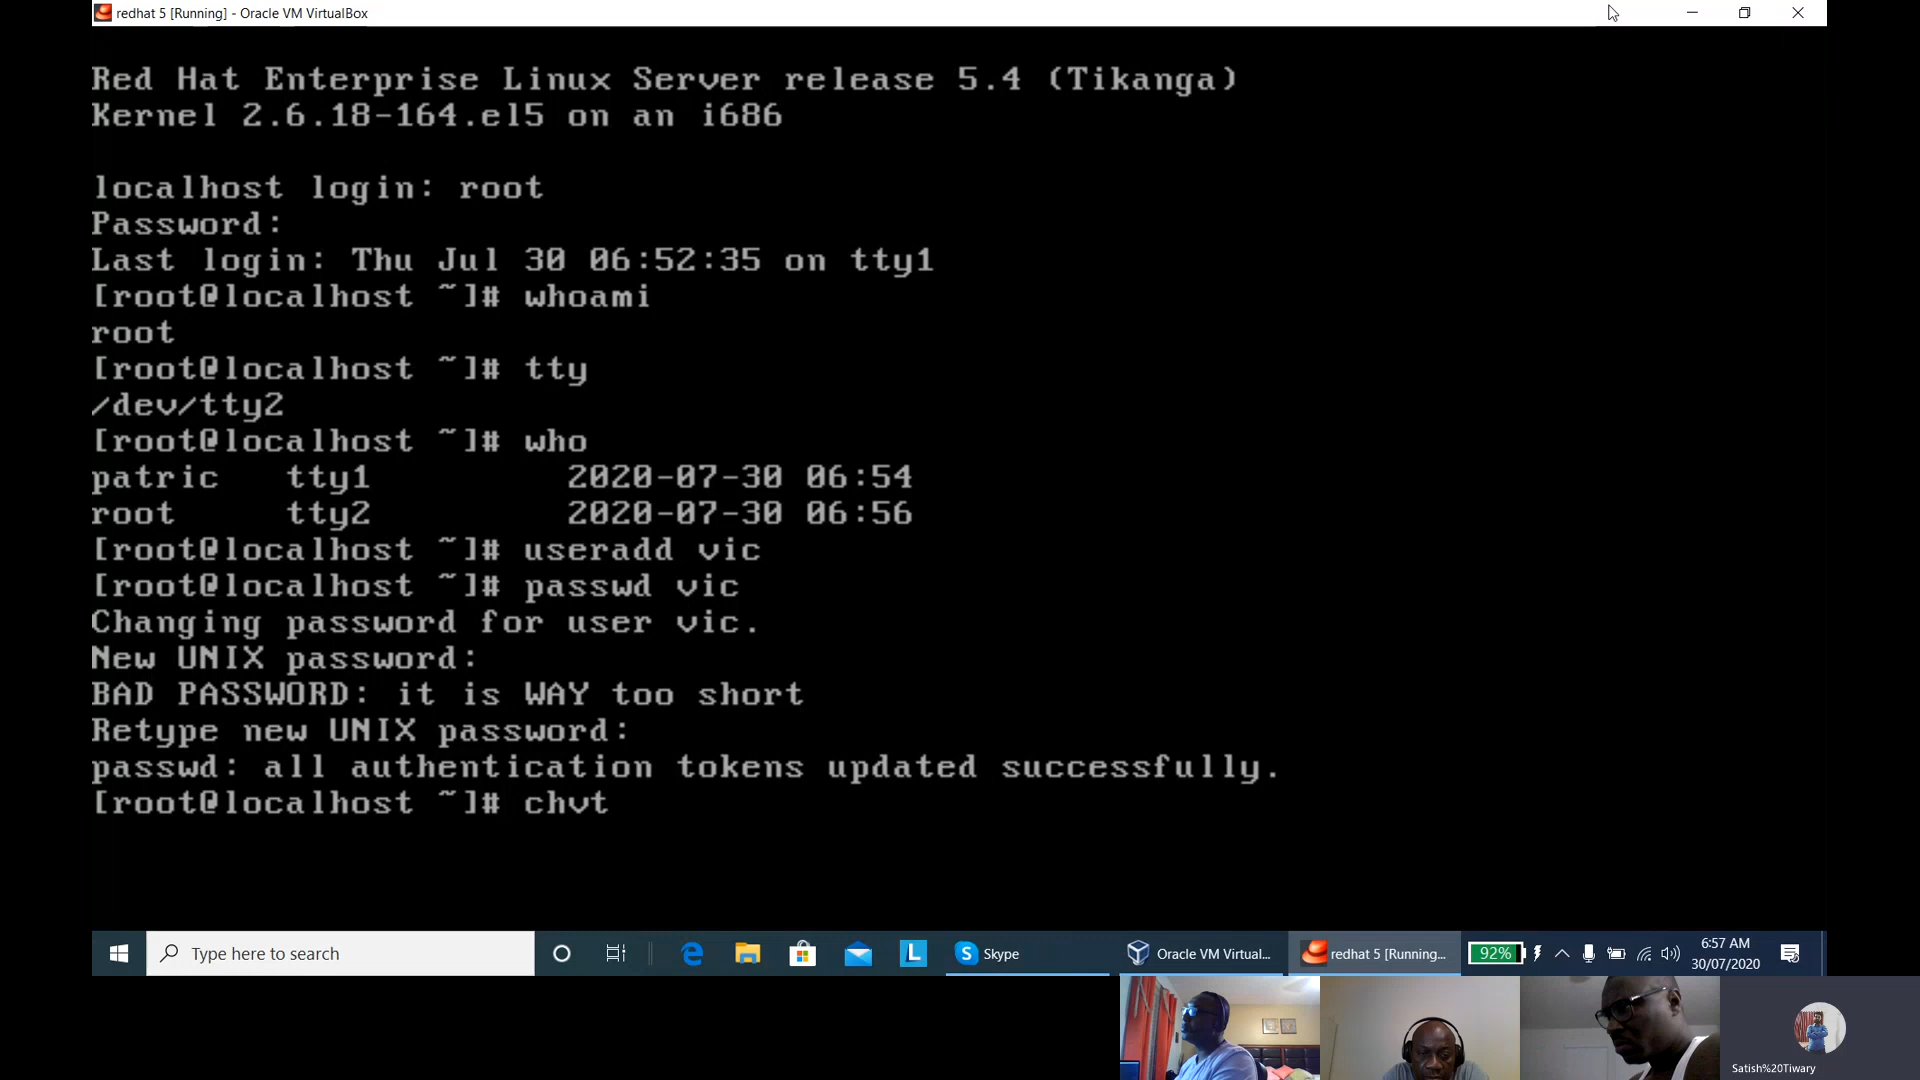 redhat 5 [Running] - Oracle VM VirtualBox
Red Hat Enterprise Linux Server release 5.4 (Tikanga)
Kernel 2.6.18-164.el5 on an i686
localhost login: root
Password:
Last login: Thu Jul 30 06:52:35 on tty1
[root@localhost ~]# whoami
root
[root@localhost ~]# tty
/dev/tty2
[root@localhost ~]# who
patric   tty1         2020-07-30 06:54
root     tty2         2020-07-30 06:56
[root@localhost ~]# useradd vic
[root@localhost ~]# passwd vic
Changing password for user vic.
New UNIX password:
BAD PASSWORD: it is WAY too short
Retype new UNIX password:
passwd: all authentication tokens updated successfully.
[root@localhost ~]# chvt
Type here to search
L
S Skype
Oracle VM Virtual...
redhat 5 [Running...
92%
6:57 AM
30/07/2020
Satish%20Tiwary